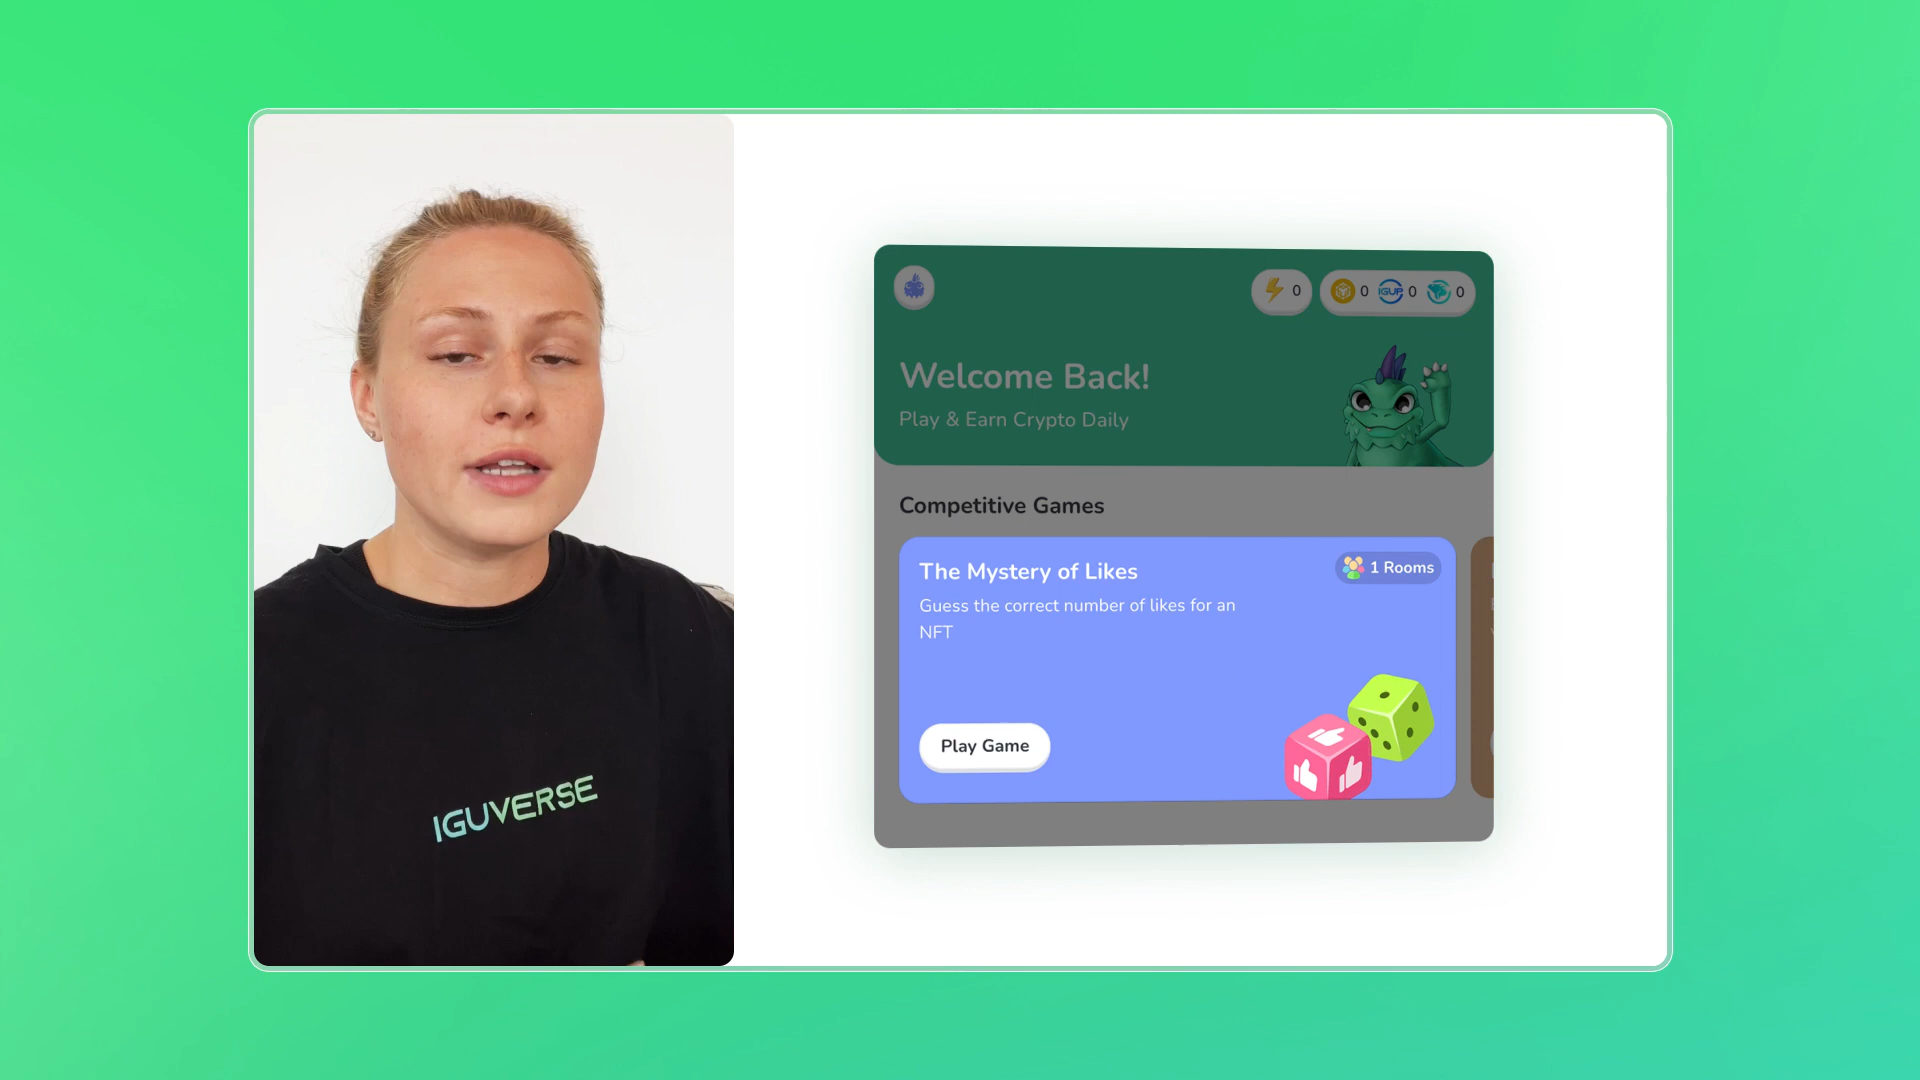 IGUVERSE
0
0
IGUP
0
0
Welcome Back!
Play & Earn Crypto Daily
Competitive Games
The Mystery of Likes
1 Rooms
Guess the correct number of likes for an
NFT
Play Game